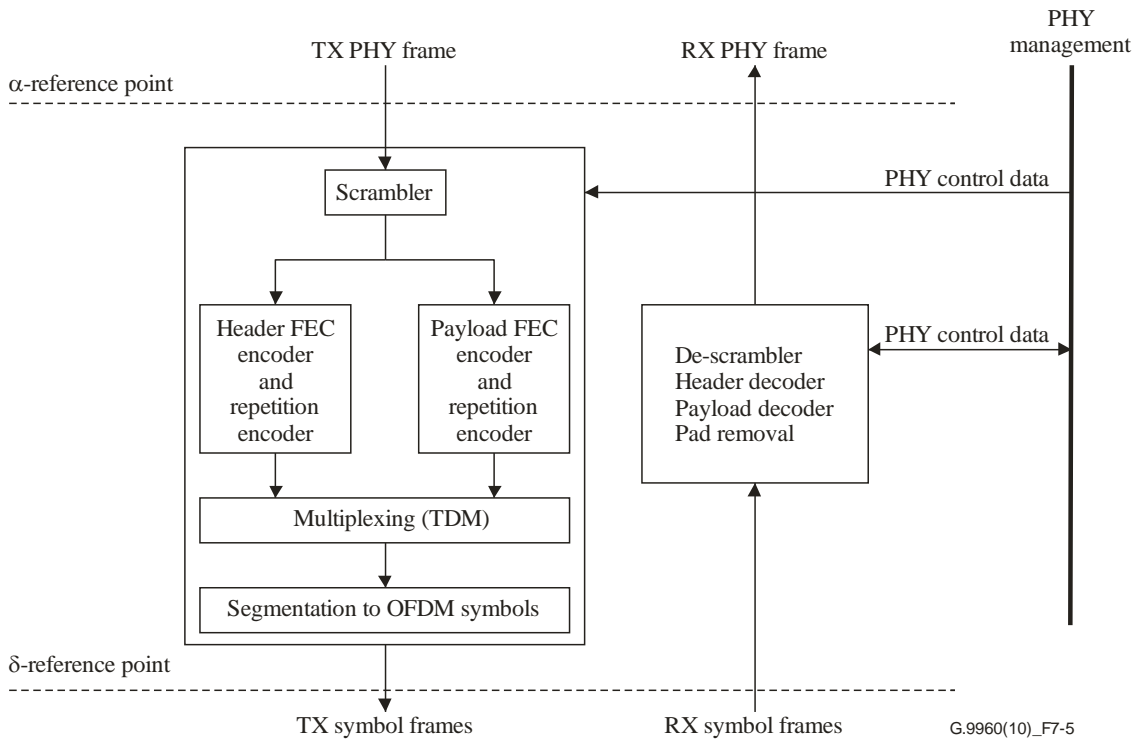 PHY
management
TX PHY frame
RX PHY frame
α-reference point
Scrambler
PHY control data
Header FEC
encoder
and
repetition
encoder
Payload FEC
encoder
and
repetition
encoder
De-scrambler
Header decoder
Payload decoder
Pad removal
PHY control data
Multiplexing (TDM)
Segmentation to OFDM symbols
δ-reference point
TX symbol frames
RX symbol frames
G.9960(10)_F7-5